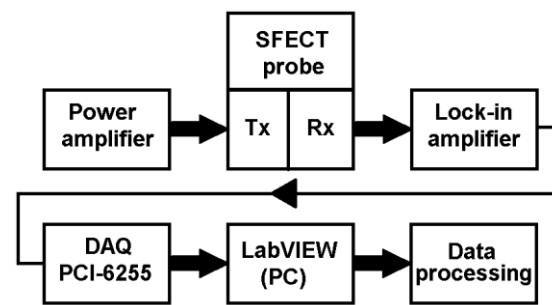 SFECT
probe
Power
amplifier
Tx
Rx
Lock-in
amplifier
DAQ
PCI-6255
LabVIEW
(PC)
Data
processing